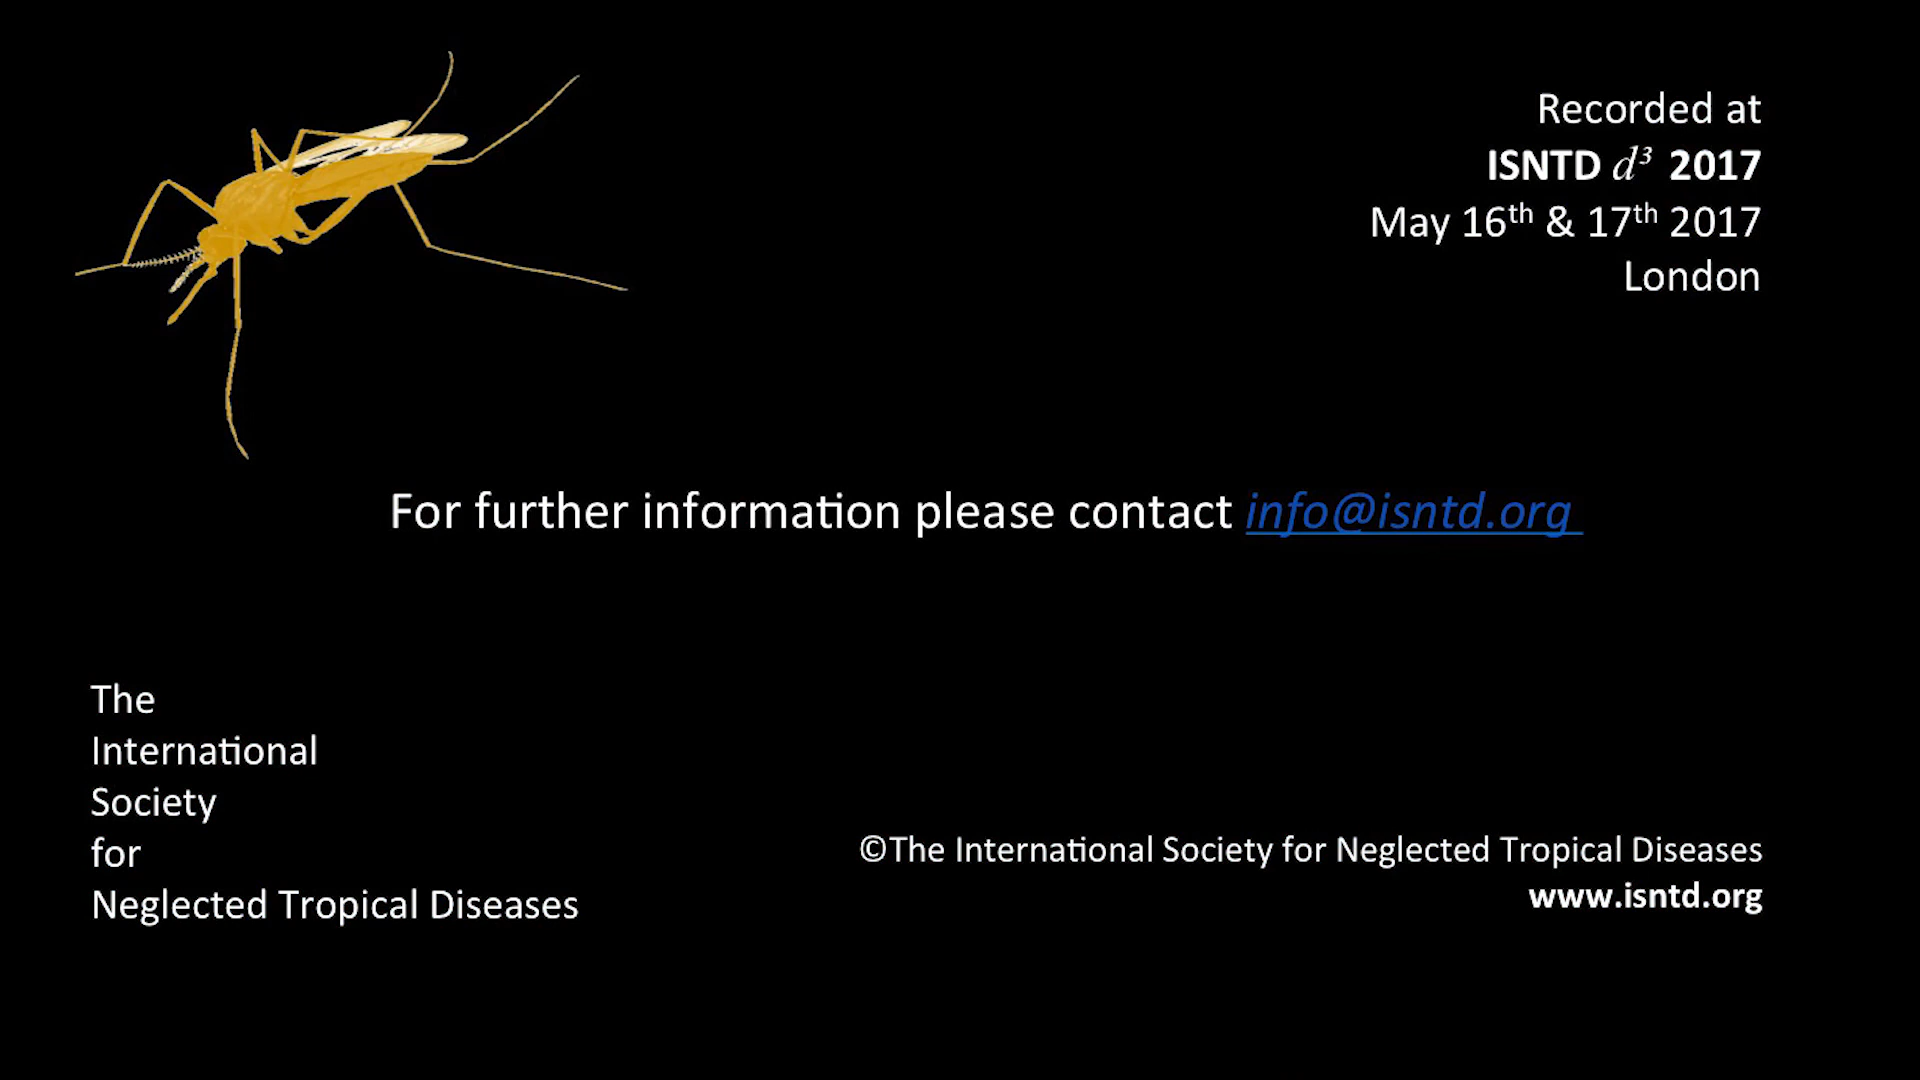 Recorded at
ISNTD d³ 2017
May 16th & 17th 2017
London
For further information please contact info@isntd.org
The
International
Society
for
Neglected Tropical Diseases
©The International Society for Neglected Tropical Diseases
www.isntd.org